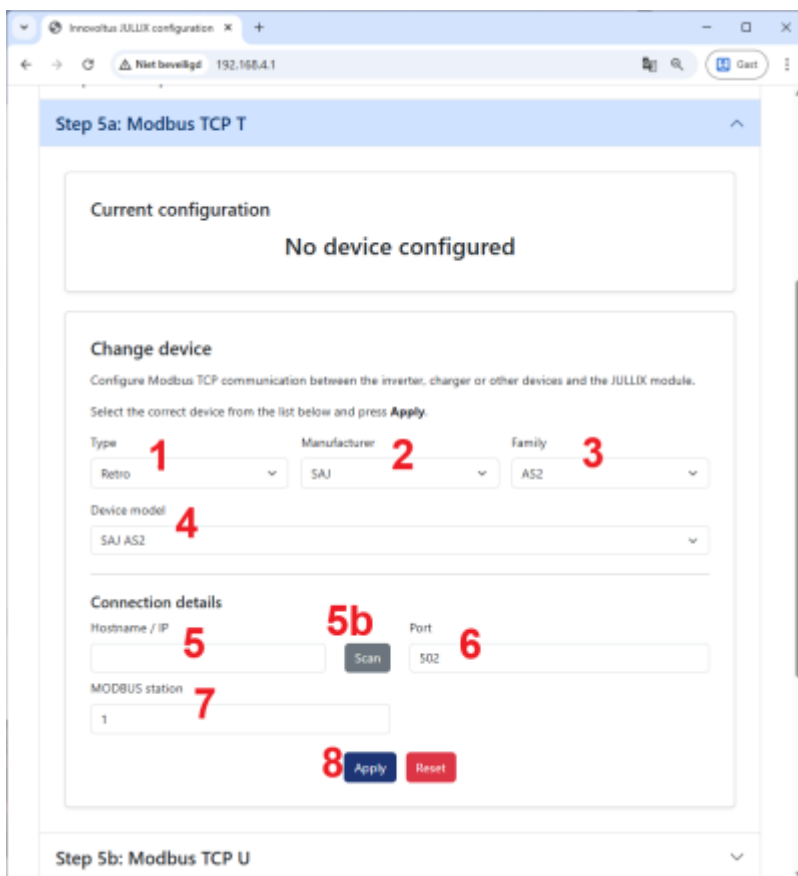 Innovoltus JULLIX configuration
Niet beveiligd 192.168.4.1 Gast
Step 5a: Modbus TCP T
Current configuration
No device configured
Change device
Configure Modbus TCP communication between the inverter, charger or other devices and the JULLIX module.
Select the correct device from the list below and press Apply.
Type 1 Manufacturer 2 Family 3
Retro SAJ AS2
Device model 4
SAJ AS2
Connection details
Hostname / IP 5 5b Port 6
Scan 502
MODBUS station 7
1
8 Apply Reset
Step 5b: Modbus TCP U